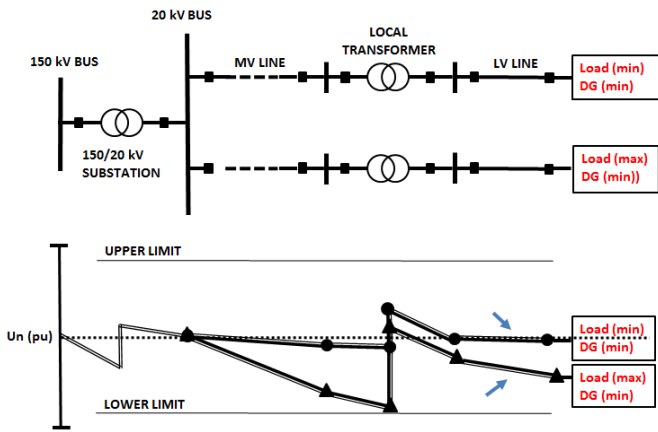 20 kV BUS
150 kV BUS
MV LINE
LOCAL
TRANSFORMER
LV LINE
Load (min)
DG (min)
150/20 kV
SUBSTATION
Load (max)
DG (min))
UPPER LIMIT
Un (pu)
Load (min)
DG (min)
Load (max)
DG (min)
LOWER LIMIT